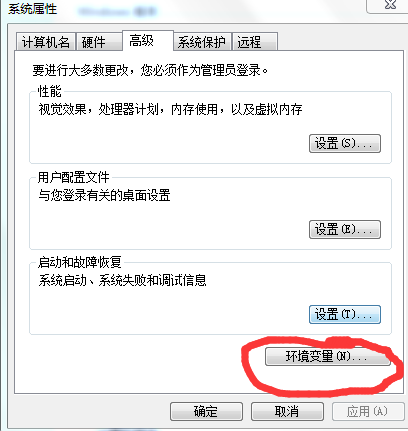 系统属性
计算机名 硬件 高级 系统保护 远程
要进行大多数更改，您必须作为管理员登录。
性能
视觉效果，处理器计划，内存使用，以及虚拟内存
设置(S)...
用户配置文件
与您登录有关的桌面设置
设置(E)...
启动和故障恢复
系统启动、系统失败和调试信息
设置(T)...
环境变量(N)...
确定 取消 应用(A)